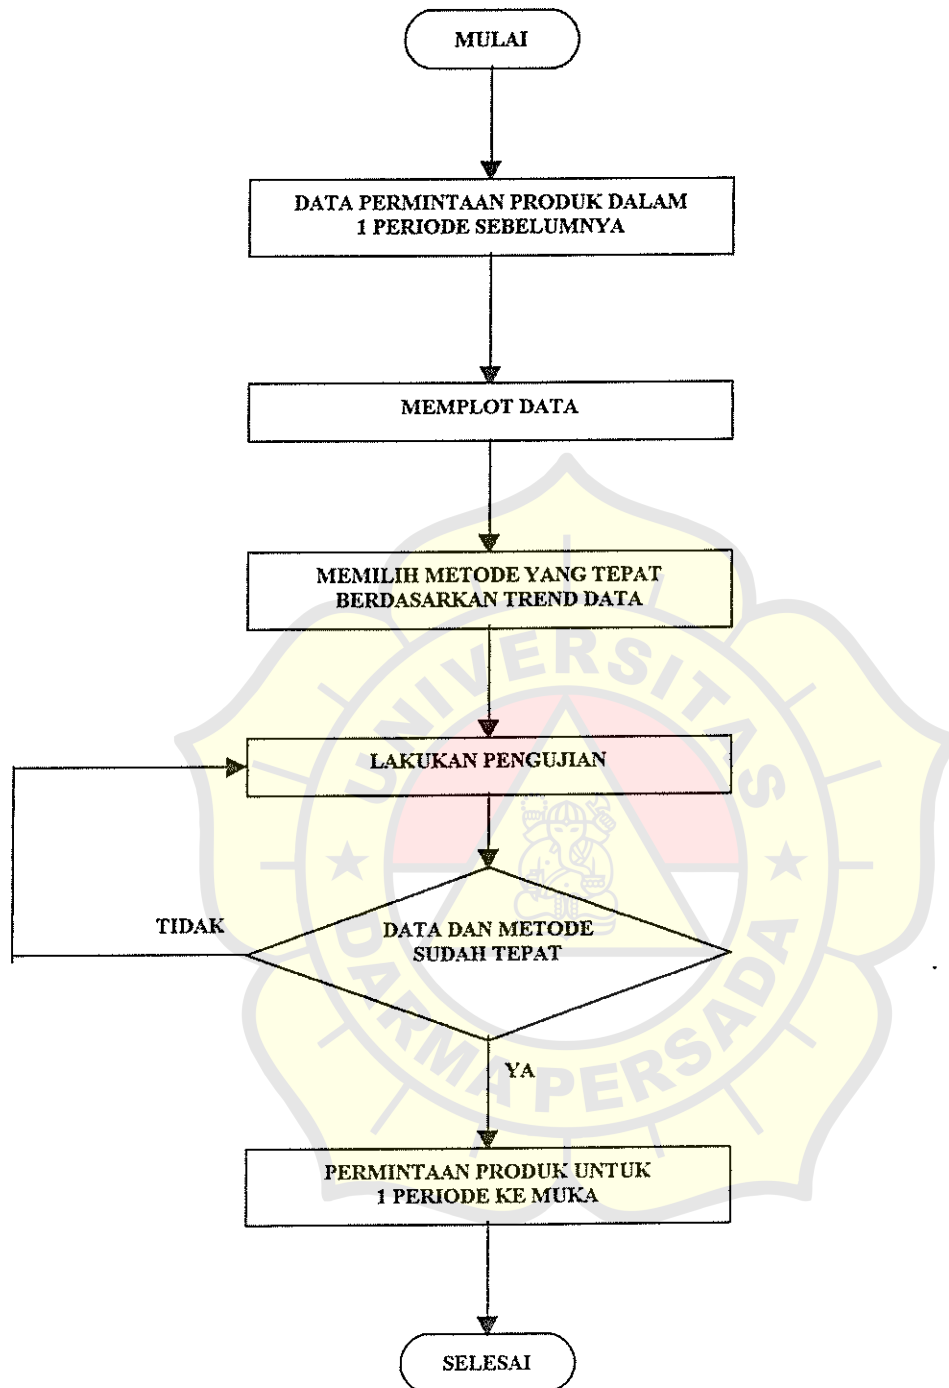 MULAI
DATA PERMINTAAN PRODUK DALAM
1 PERIODE SEBELUMNYA
MEMPLOT DATA
MEMILIH METODE YANG TEPAT
BERDASARKAN TREND DATA
LAKUKAN PENGUJIAN
TIDAK
DATA DAN METODE
SUDAH TEPAT
YA
PERMINTAAN PRODUK UNTUK
1 PERIODE KE MUKA
SELESAI
UNIVERSITAS
DARMA PERSADA